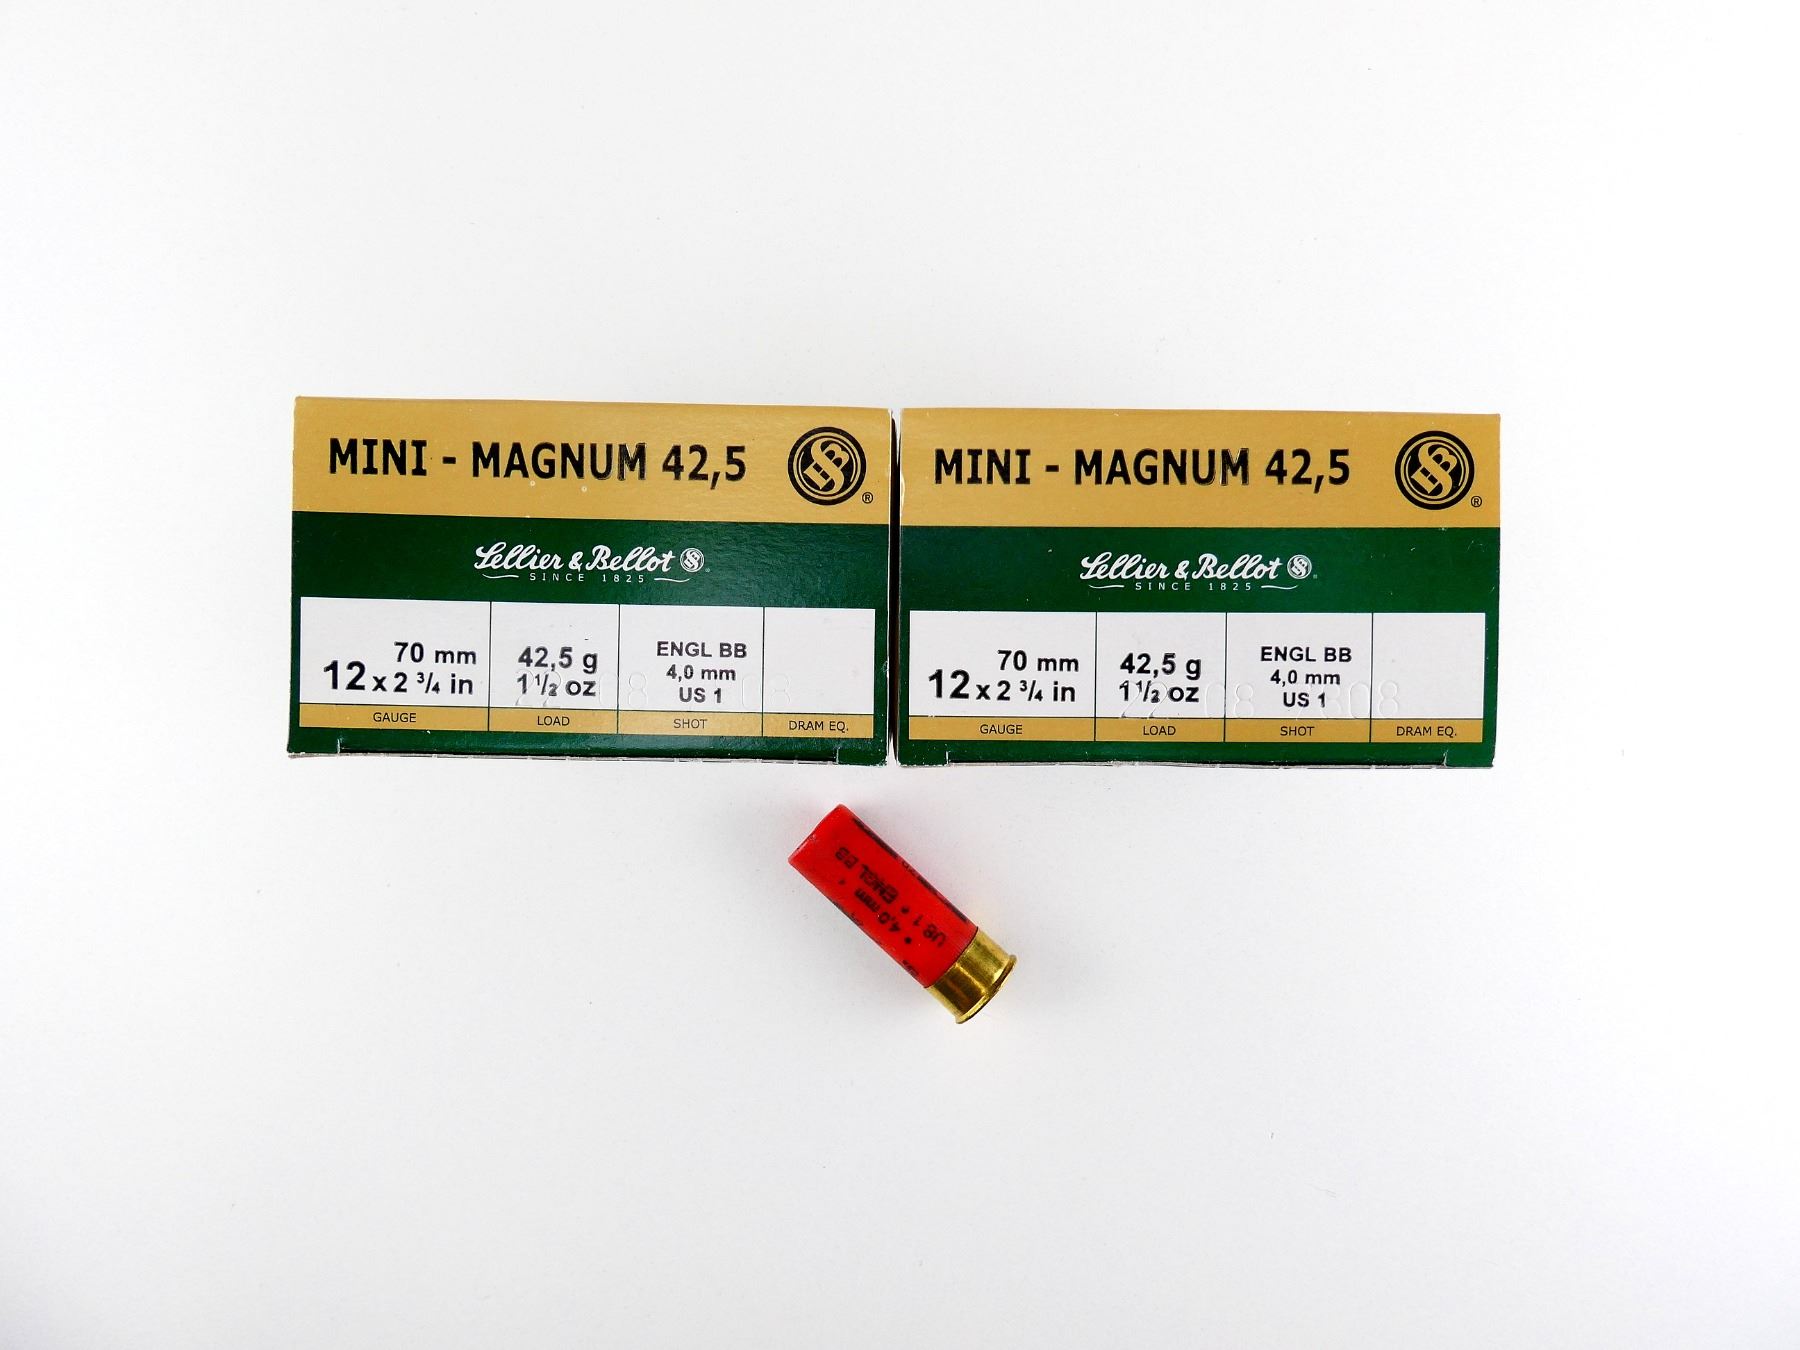 MINI - MAGNUM 42,5
®
Lellier & Bellot
SINCE 1825
70 mm
12 x 2 3/4 in
GAUGE
42,5 g
1 1/2 oz
LOAD
ENGL BB
4,0 mm
US 1
SHOT
DRAM EQ.
MINI - MAGNUM 42,5
®
Lellier & Bellot
SINCE 1825
70 mm
12 x 2 3/4 in
GAUGE
42,5 g
1 1/2 oz
LOAD
ENGL BB
4,0 mm
US 1
SHOT
DRAM EQ.
US 1 • ENGL BB
• 4,0 mm •